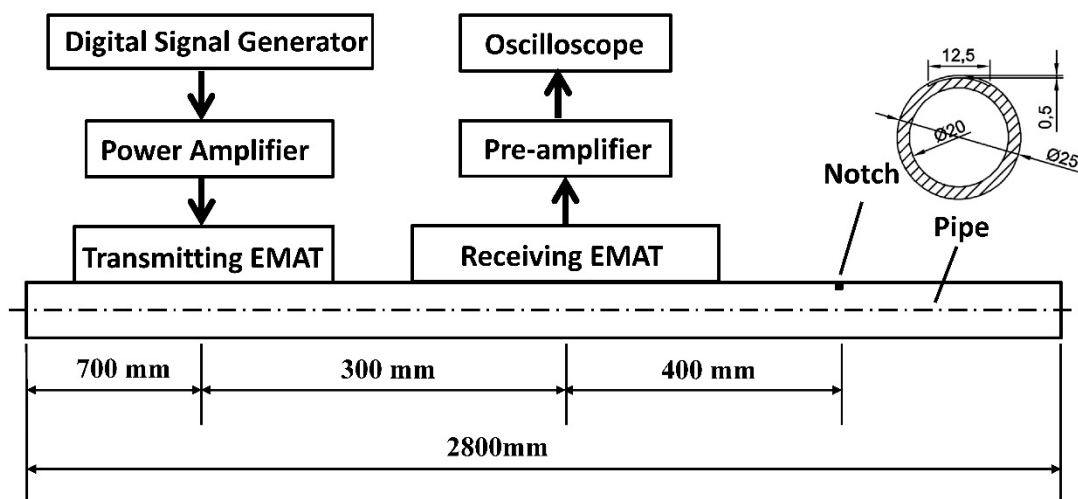 Digital Signal Generator
Oscilloscope
12,5
0,5
Power Amplifier
Pre-amplifier
Ø20
Ø25
Notch
Transmitting EMAT
Receiving EMAT
Pipe
700 mm
300 mm
400 mm
2800mm